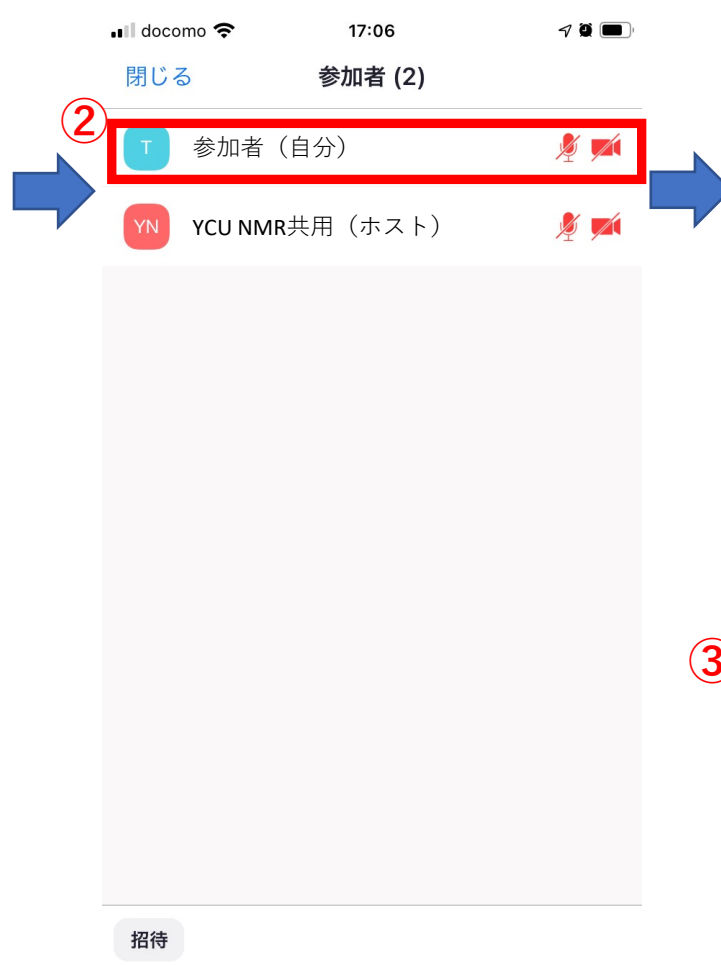 docomo 17:06
閉じる 参加者 (2)
②
T 参加者（自分）
YN YCU NMR共用（ホスト）
③
招待